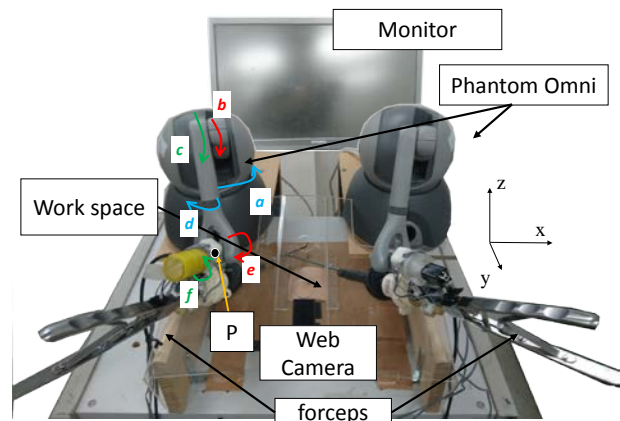 Monitor
Phantom Omni
b
c
a
z
Work space
d
x
e
y
f
P
Web
Camera
forceps